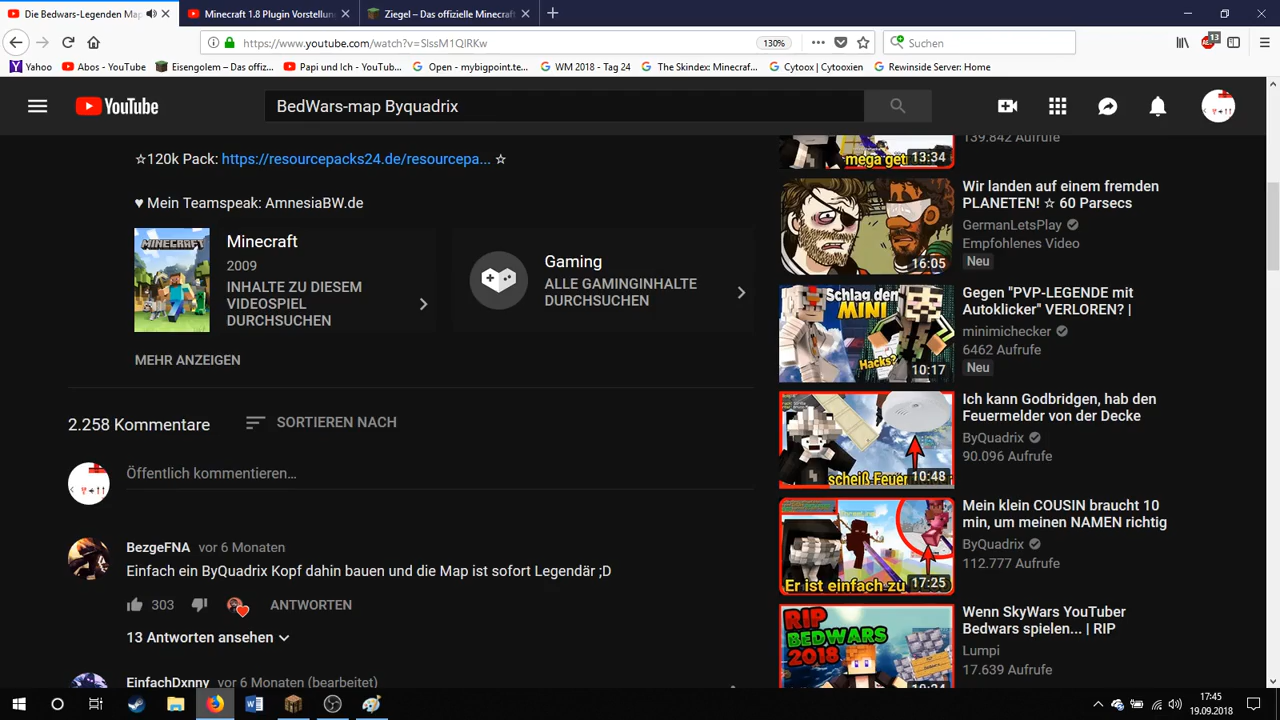 Die Bedwars-Legenden Map
Minecraft 1.8 Plugin Vorstellun
Ziegel – Das offizielle Minecraft
https://www.youtube.com/watch?v=SIssM1QIRKw
130%
Suchen
13
Yahoo
Abos - YouTube
Eisengolem – Das offiz...
Papi und Ich - YouTub...
Open - mybigpoint.te...
WM 2018 - Tag 24
The Skindex: Minecraf...
Cytoox | Cytooxien
Rewinside Server: Home
YouTube
BedWars-map Byquadrix
☆120k Pack: https://resourcepacks24.de/resourcepa... ☆
♥ Mein Teamspeak: AmnesiaBW.de
MINECRAFT
Minecraft
2009
INHALTE ZU DIESEM
VIDEOSPIEL
DURCHSUCHEN
Gaming
ALLE GAMINGINHALTE
DURCHSUCHEN
MEHR ANZEIGEN
2.258 Kommentare
SORTIEREN NACH
Öffentlich kommentieren...
BezgeFNA vor 6 Monaten
Einfach ein ByQuadrix Kopf dahin bauen und die Map ist sofort Legendär ;D
303
ANTWORTEN
13 Antworten ansehen
EinfachDxnny vor 6 Monaten (bearbeitet)
139.842 Aufrufe
mega get
13:34
Wir landen auf einem fremden
PLANETEN! ☆ 60 Parsecs
GermanLetsPlay
Empfohlenes Video
Neu
16:05
Gegen "PVP-LEGENDE mit
Autoklicker" VERLOREN? |
minimichecker
6462 Aufrufe
Neu
Schlag den
MINI
Hacks?
10:17
Ich kann Godbridgen, hab den
Feuermelder von der Decke
ByQuadrix
90.096 Aufrufe
scheiß-Feuer
10:48
Mein klein COUSIN braucht 10
min, um meinen NAMEN richtig
ByQuadrix
112.777 Aufrufe
Er ist einfach zu
17:25
Wenn SkyWars YouTuber
Bedwars spielen... | RIP
Lumpi
17.639 Aufrufe
RIP
BEDWARS
2018
17:45
19.09.2018